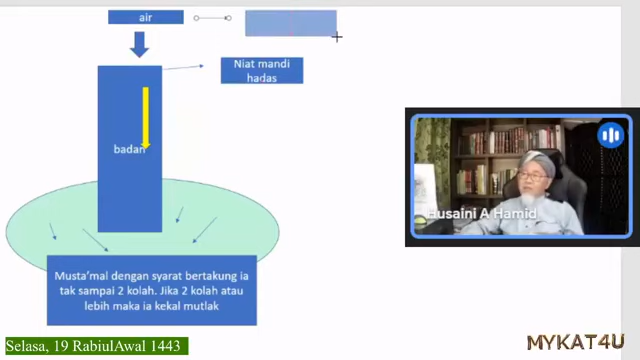 air
Niat mandi
hadas
badan
Husaini A Hamid
Musta'mal dengan syarat bertakung ia
tak sampai 2 kolah. Jika 2 kolah atau
lebih maka ia kekal mutlak
Selasa, 19 RabiulAwal 1443
MYKAT4U